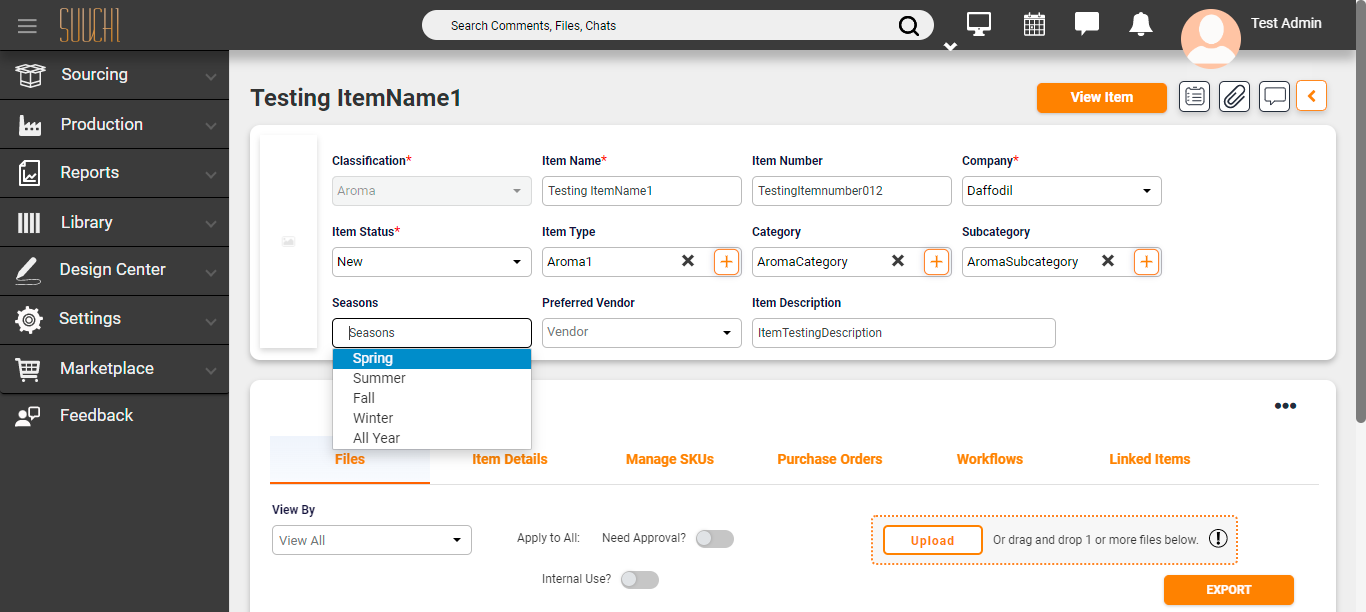 SUUCHI
Search Comments, Files, Chats
Test Admin
Sourcing
Production
Reports
Library
Design Center
Settings
Marketplace
Feedback
Testing ItemName1
View Item
Classification* Item Name* Item Number Company*
Aroma Testing ItemName1 TestingItemnumber012 Daffodil
Item Status* Item Type Category Subcategory
New Aroma1 AromaCategory AromaSubcategory
Seasons Preferred Vendor Item Description
Seasons Vendor ItemTestingDescription
Spring
Summer
Fall
Winter
All Year
Files Item Details Manage SKUs Purchase Orders Workflows Linked Items
View By
View All
Apply to All: Need Approval?
Internal Use?
Upload Or drag and drop 1 or more files below.
EXPORT